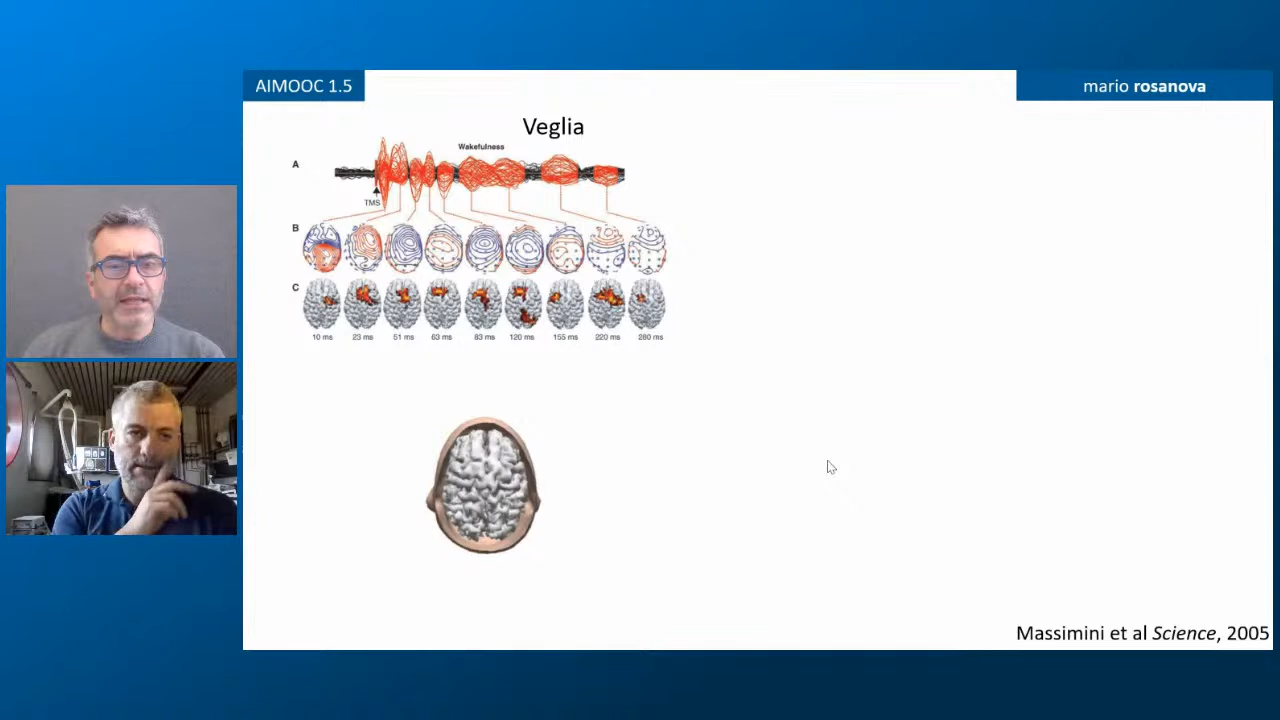 AIMOOC 1.5
mario rosanova
Veglia
Wakefulness
A
TMS
B
C
10 ms 23 ms 51 ms 63 ms 83 ms 120 ms 155 ms 220 ms 280 ms
Massimini et al Science, 2005